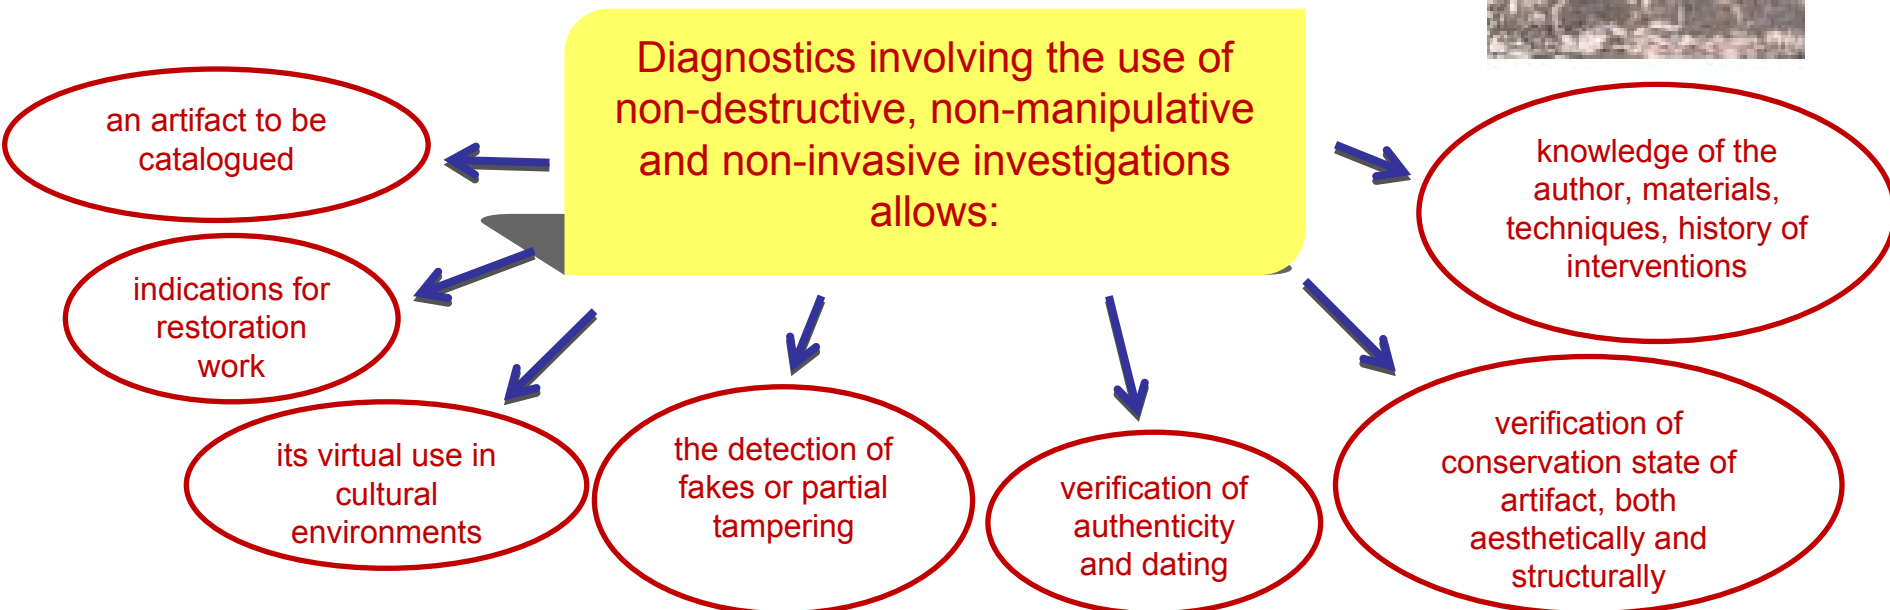 Diagnostics involving the use of
non-destructive, non-manipulative
and non-invasive investigations
allows:
an artifact to be
catalogued
indications for
restoration
work
its virtual use in
cultural
environments
the detection of
fakes or partial
tampering
verification of
authenticity
and dating
verification of
conservation state of
artifact, both
aesthetically and
structurally
knowledge of the
author, materials,
techniques, history of
interventions